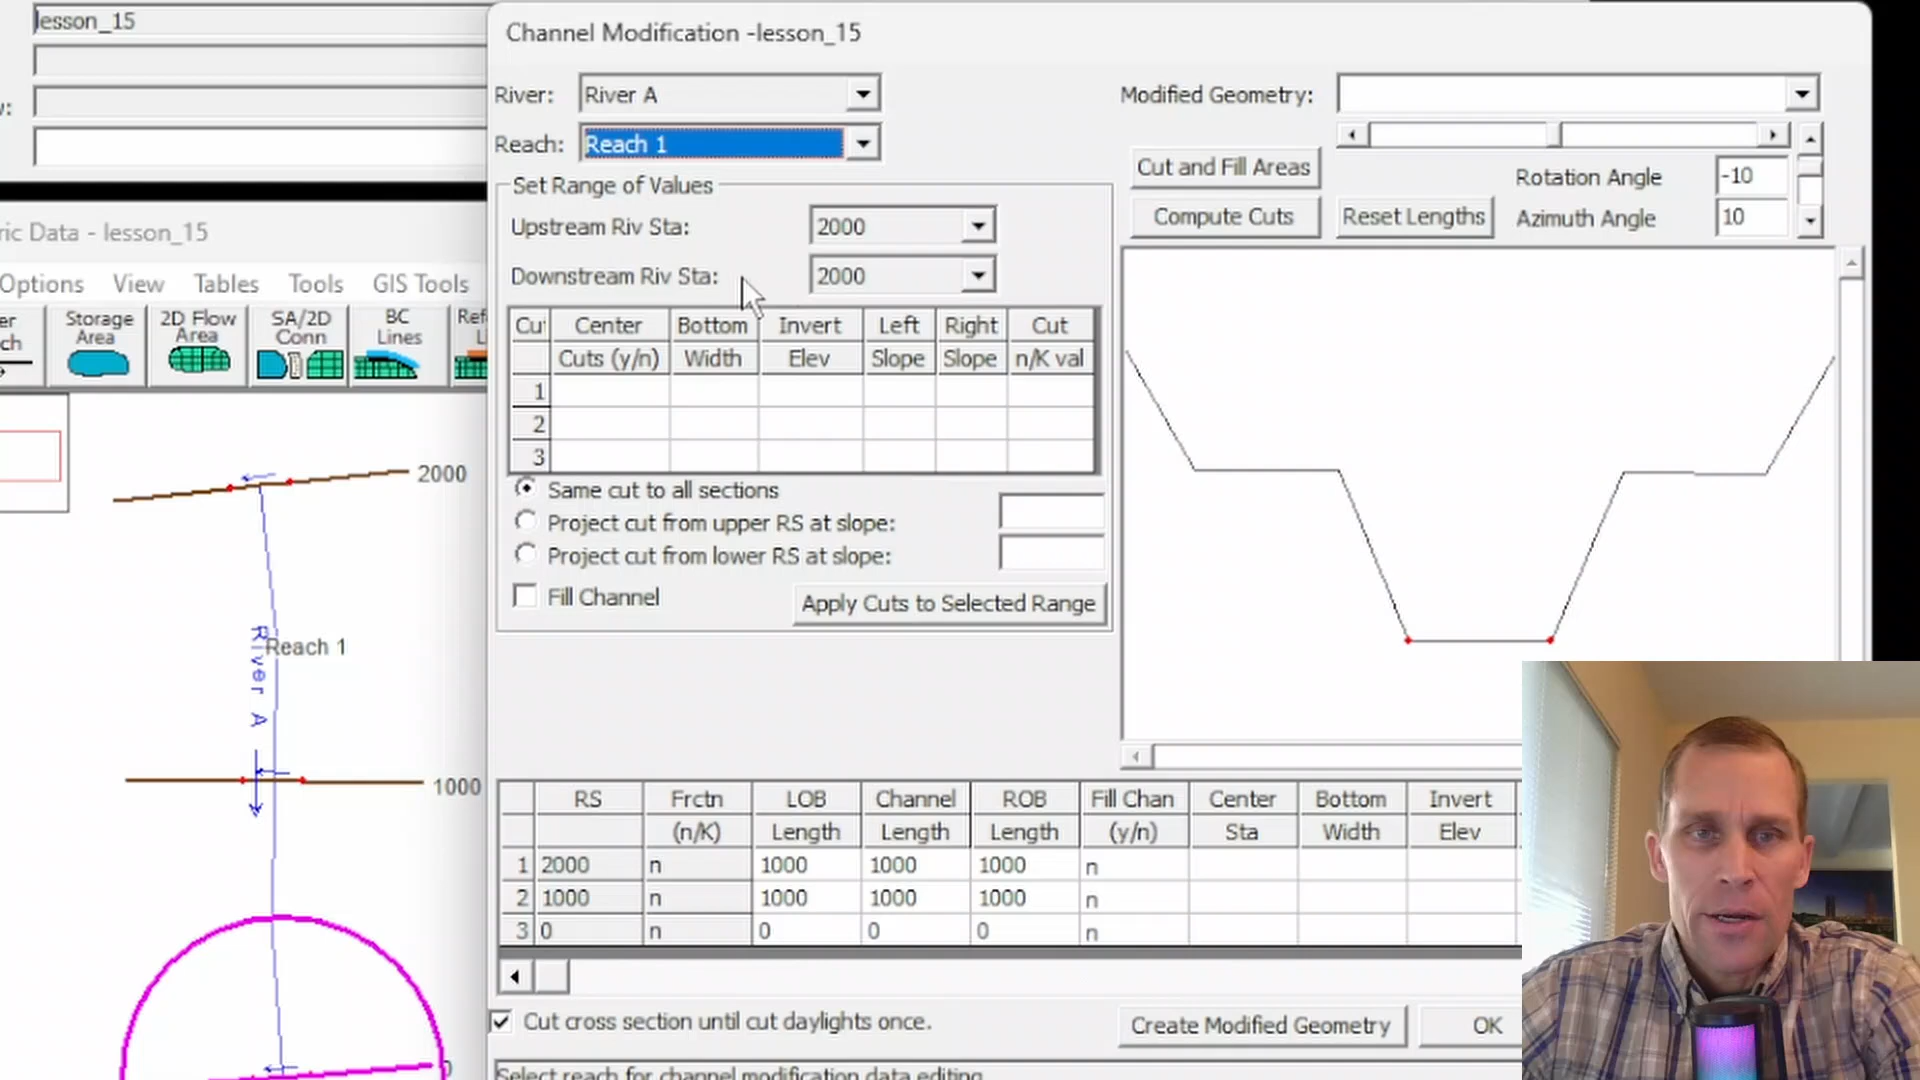 lesson_15
Channel Modification -lesson_15
River: River A
Modified Geometry:
Reach: Reach 1
Cut and Fill Areas
Rotation Angle -10
Set Range of Values
Compute Cuts
Reset Lengths
Azimuth Angle 10
Upstream Riv Sta: 2000
Downstream Riv Sta: 2000
ric Data - lesson_15
Options View Tables Tools GIS Tools
Storage Area
2D Flow Area
SA/2D Conn
BC Lines
Center Bottom Invert Left Right Cut
Cuts (y/n) Width Elev Slope Slope n/K val
1
2
3
Same cut to all sections
Project cut from upper RS at slope:
Project cut from lower RS at slope:
Fill Channel
Apply Cuts to Selected Range
2000
Reach 1
River A
1000
RS Frctn LOB Channel ROB Fill Chan Center Bottom Invert
(n/K) Length Length Length (y/n) Sta Width Elev
1 2000 n 1000 1000 1000 n
2 1000 n 1000 1000 1000 n
3 0 n 0 0 0 n
Cut cross section until cut daylights once.
Create Modified Geometry
OK
Select reach for channel modification data editing